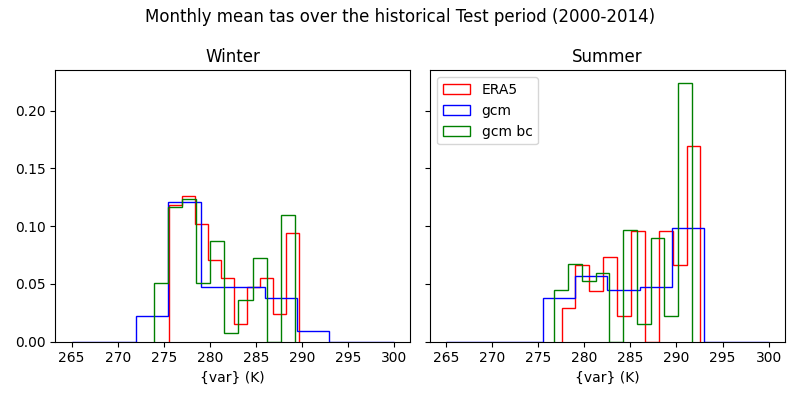 Monthly mean tas over the historical Test period (2000-2014)
Winter
Summer
0.20
0.15
0.10
0.05
0.00
ERA5
gcm
gcm bc
265 270 275 280 285 290 295 300
265 270 275 280 285 290 295 300
{var} (K)
{var} (K)